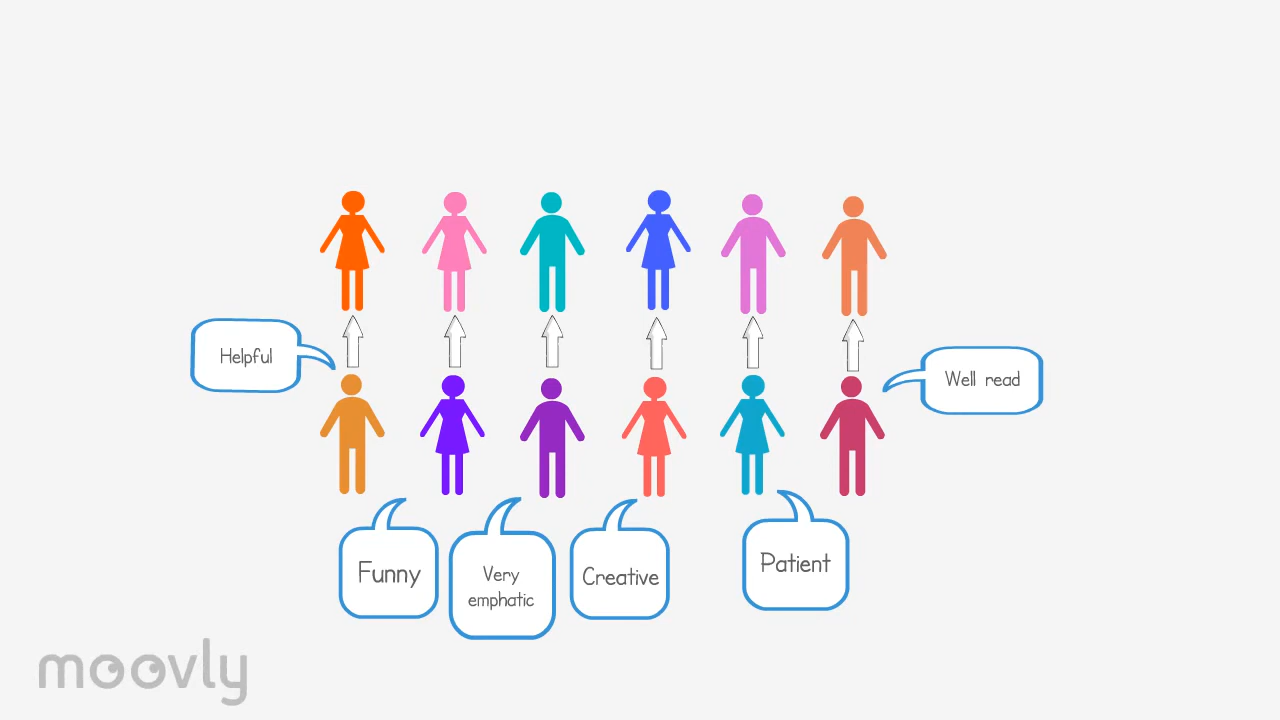 Helpful
Well read
Funny
Very
emphatic
Creative
Patient
moovly